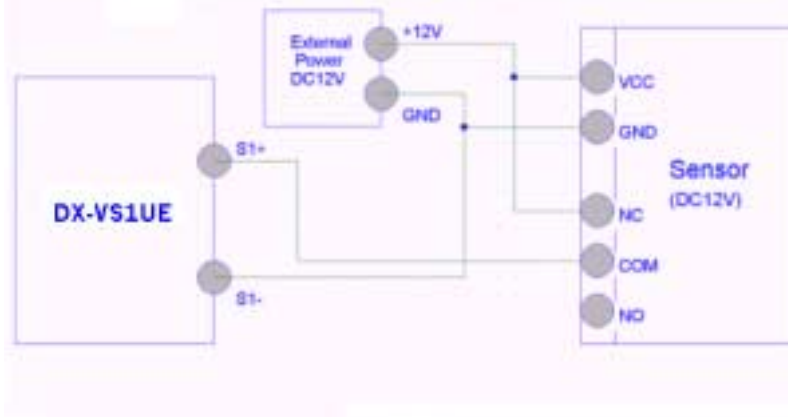 External
Power
DC12V
+12V
GND
S1+
DX-VS1UE
S1-
VCC
GND
Sensor
(DC12V)
NC
COM
NO